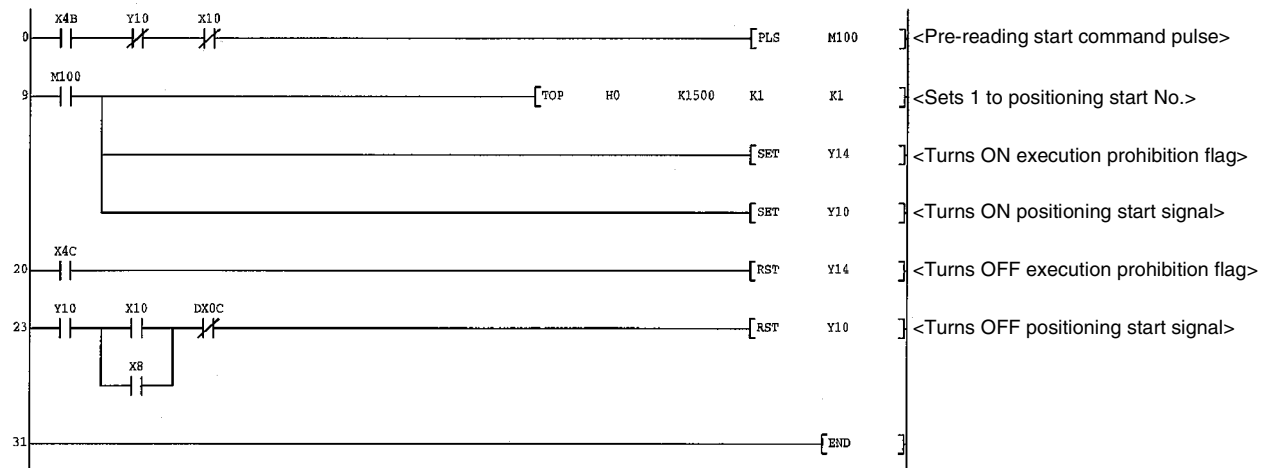 X4B Y10 X10
0 [PLS M100 ] <Pre-reading start command pulse>
M100
9 [TOP H0 K1500 K1 K1 ] <Sets 1 to positioning start No.>
[SET Y14 ] <Turns ON execution prohibition flag>
[SET Y10 ] <Turns ON positioning start signal>
X4C
20 [RST Y14 ] <Turns OFF execution prohibition flag>
Y10 X10 DX0C
23 [RST Y10 ] <Turns OFF positioning start signal>
X8
31 [END ]